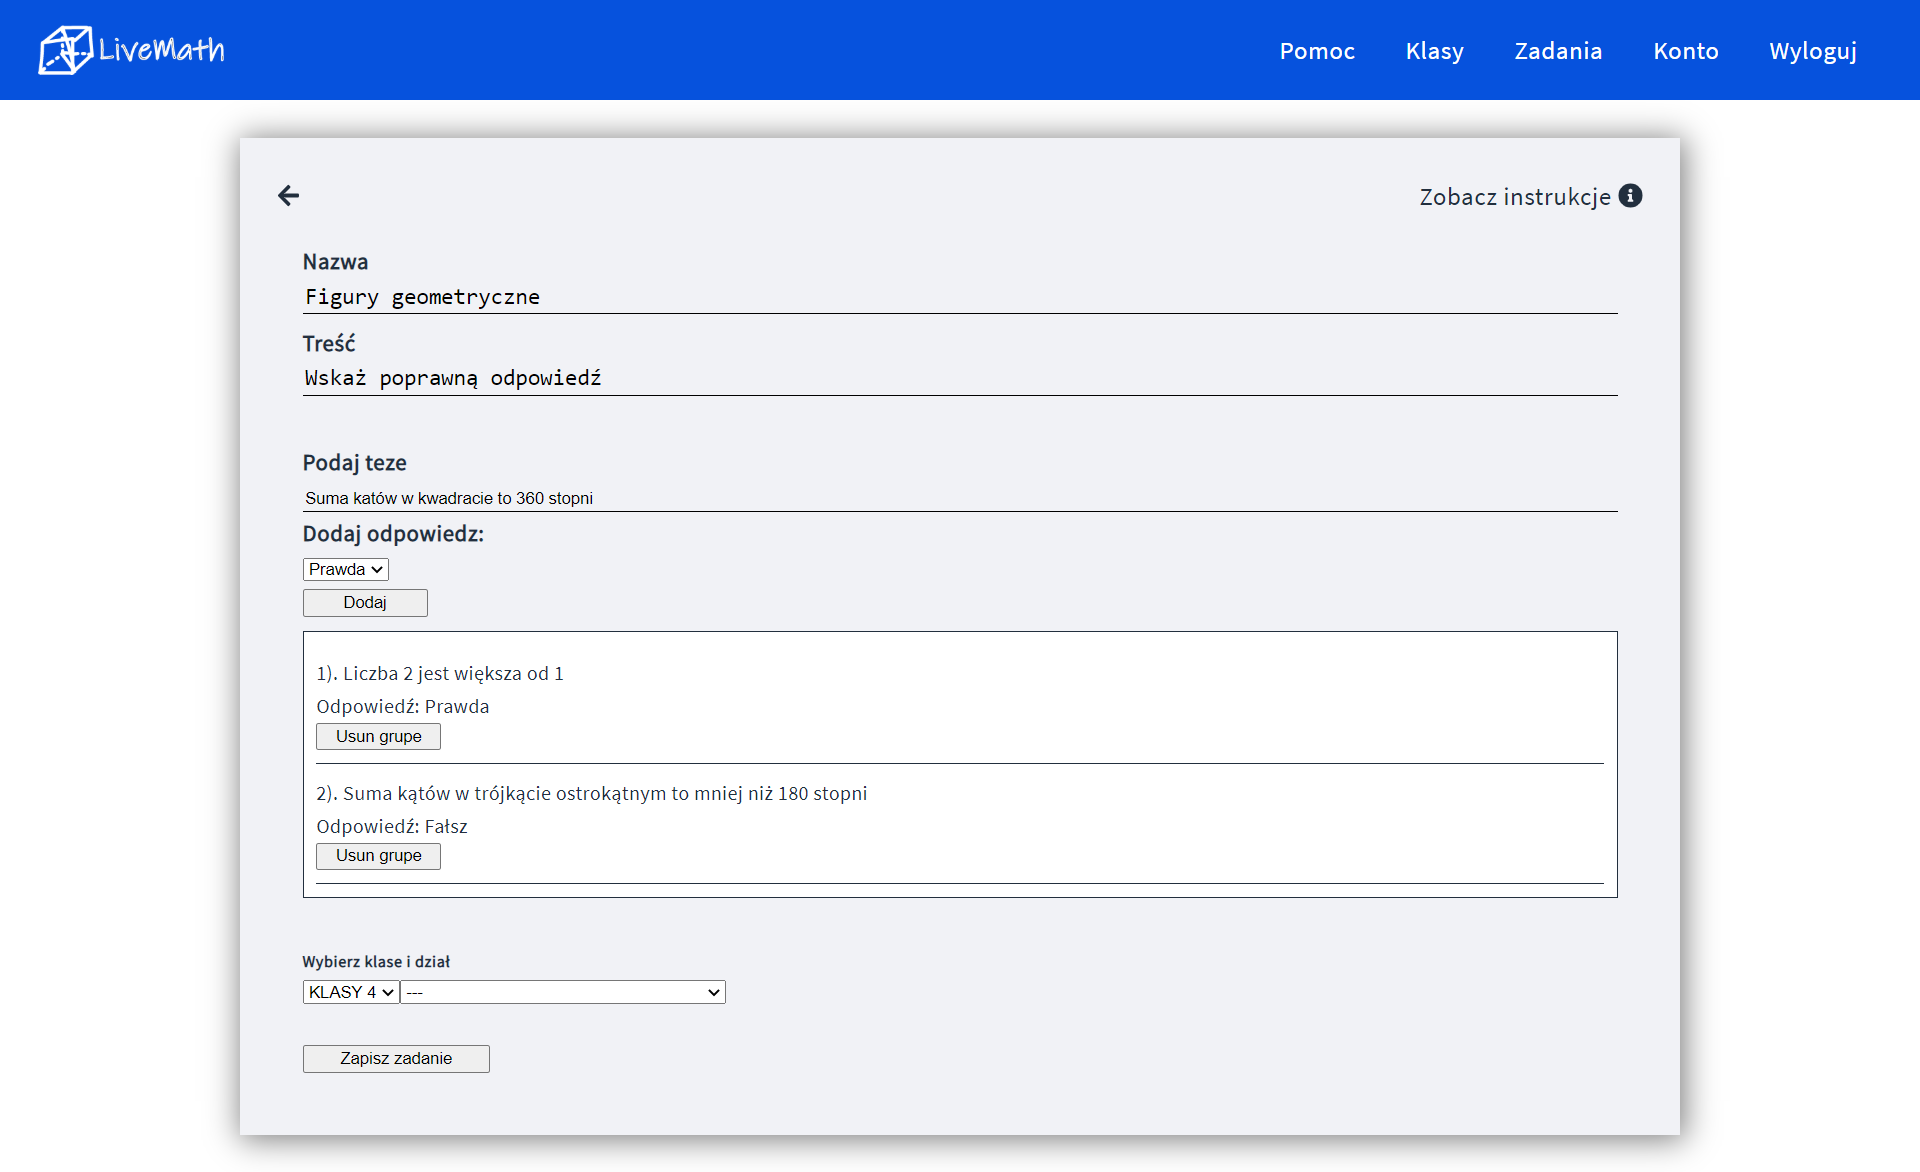 LiveMath
Pomoc Klasy Zadania Konto Wyloguj
Zobacz instrukcje
Nazwa
Figury geometryczne
Treść
Wskaż poprawną odpowiedź
Podaj teze
Suma katów w kwadracie to 360 stopni
Dodaj odpowiedz:
Prawda
Dodaj
1). Liczba 2 jest większa od 1
Odpowiedź: Prawda
Usun grupe
2). Suma kątów w trójkącie ostrokątnym to mniej niż 180 stopni
Odpowiedź: Fałsz
Usun grupe
Wybierz klase i dział
KLASY 4 ---
Zapisz zadanie